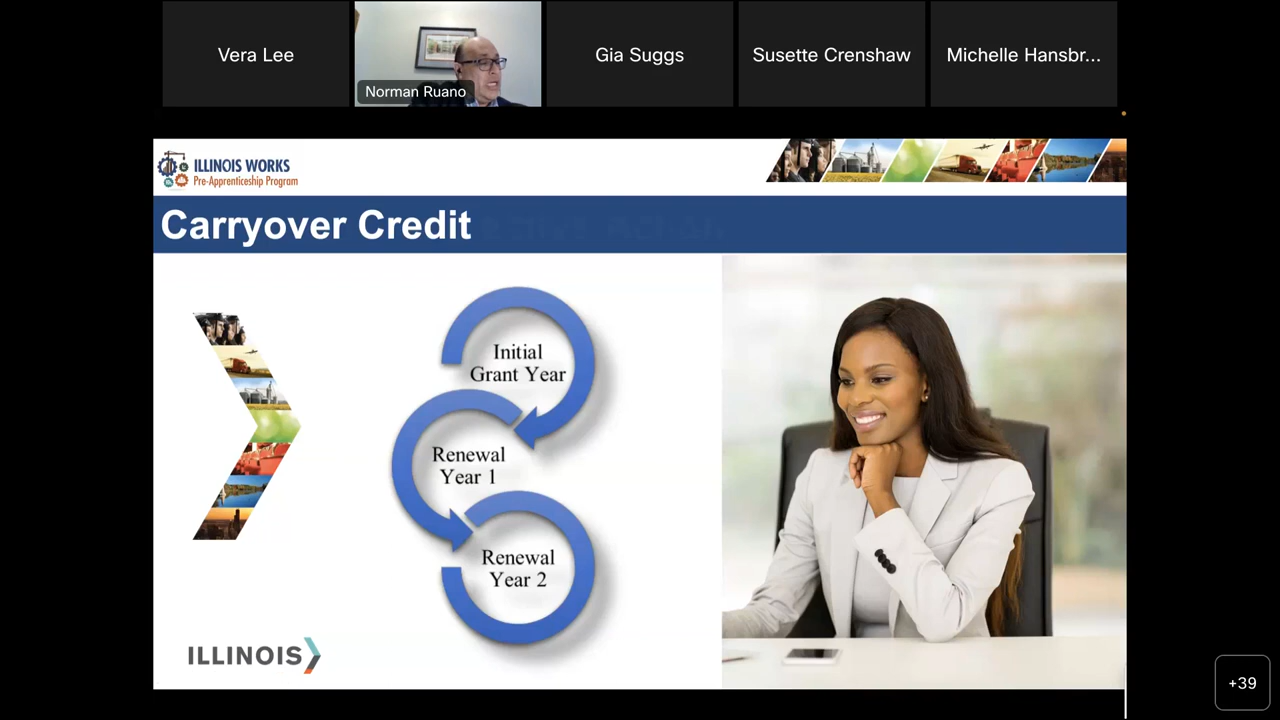 Vera Lee
Norman Ruano
Gia Suggs
Susette Crenshaw
Michelle Hansbr...
ILLINOIS WORKS
Pre-Apprenticeship Program
Carryover Credit
Initial
Grant Year
Renewal
Year 1
Renewal
Year 2
ILLINOIS
+39